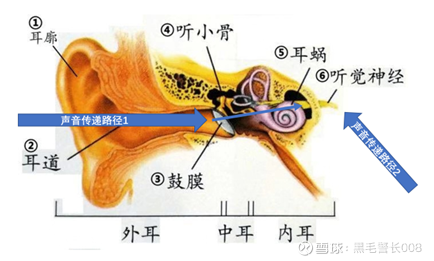 ①
耳廓
④听小骨
⑤耳蜗
⑥听觉神经
声音传递路径1
声音传递路径2
②
耳道
③鼓膜
外耳 中耳 内耳
雪球：黑毛警长008